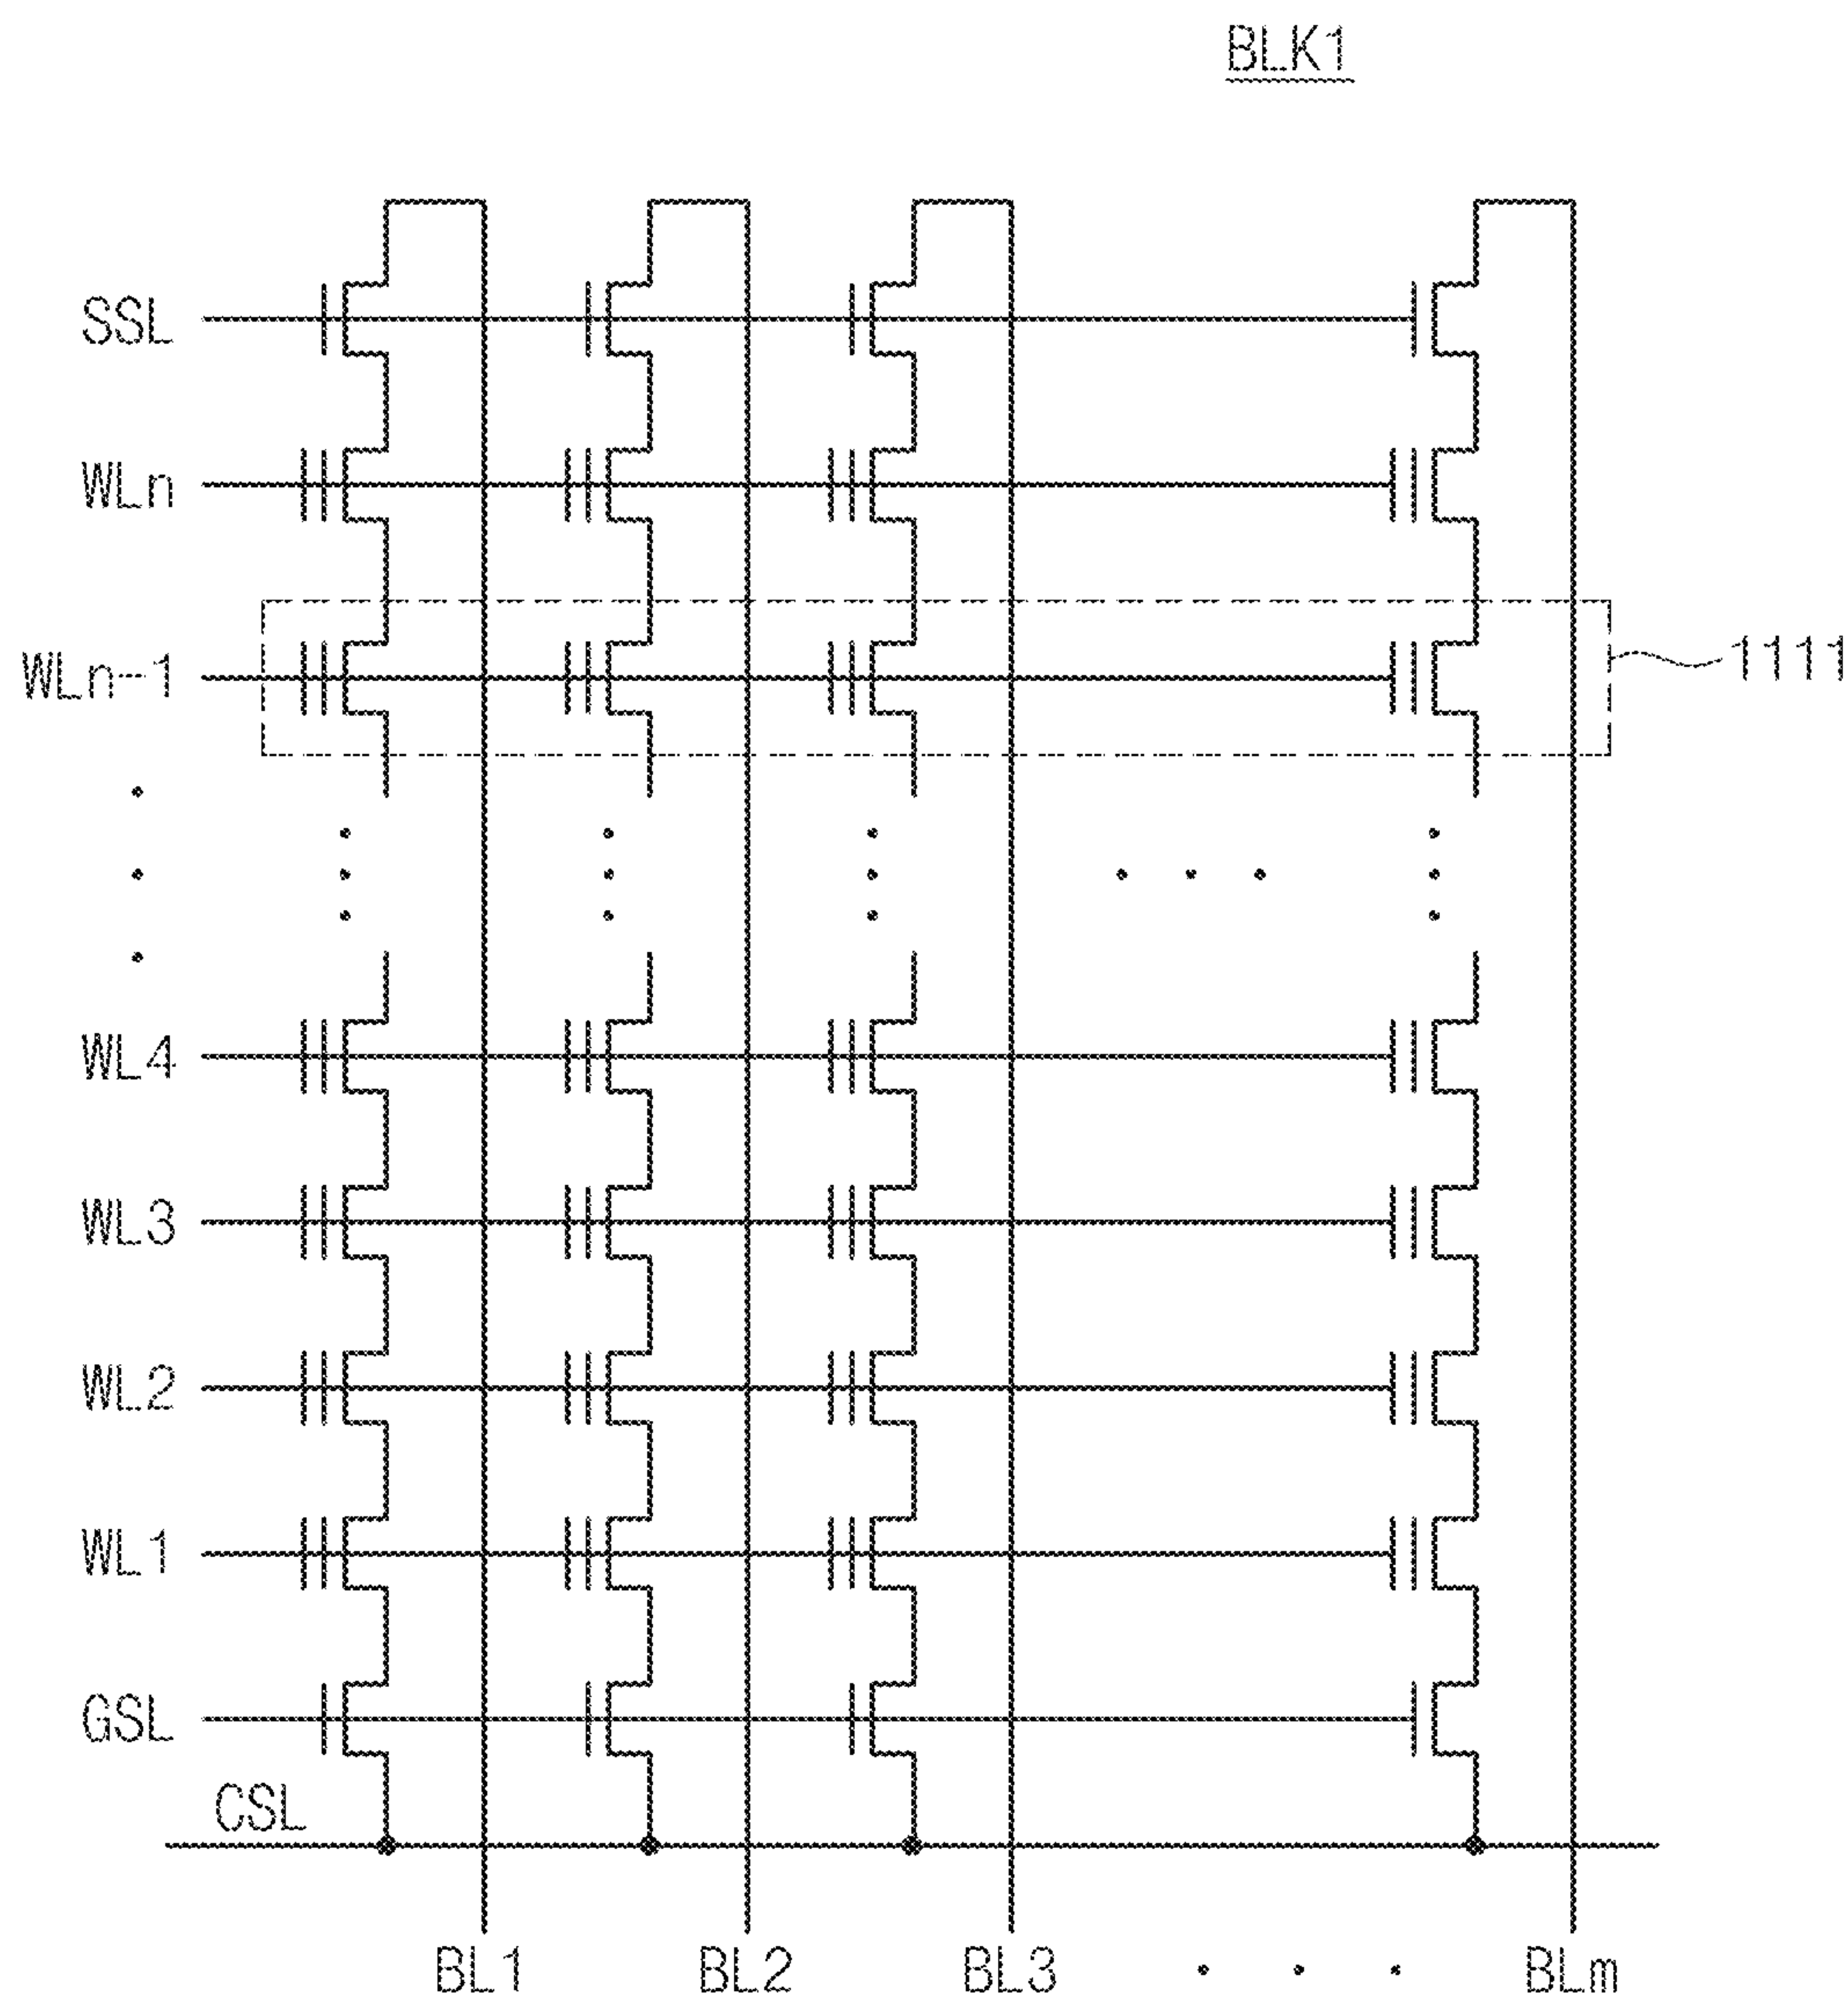 BLK1
SSL
WLn
WLn-1
1111
WL4
WL3
WL2
WL1
GSL
CSL
BL1 BL2 BL3 . . . BLm